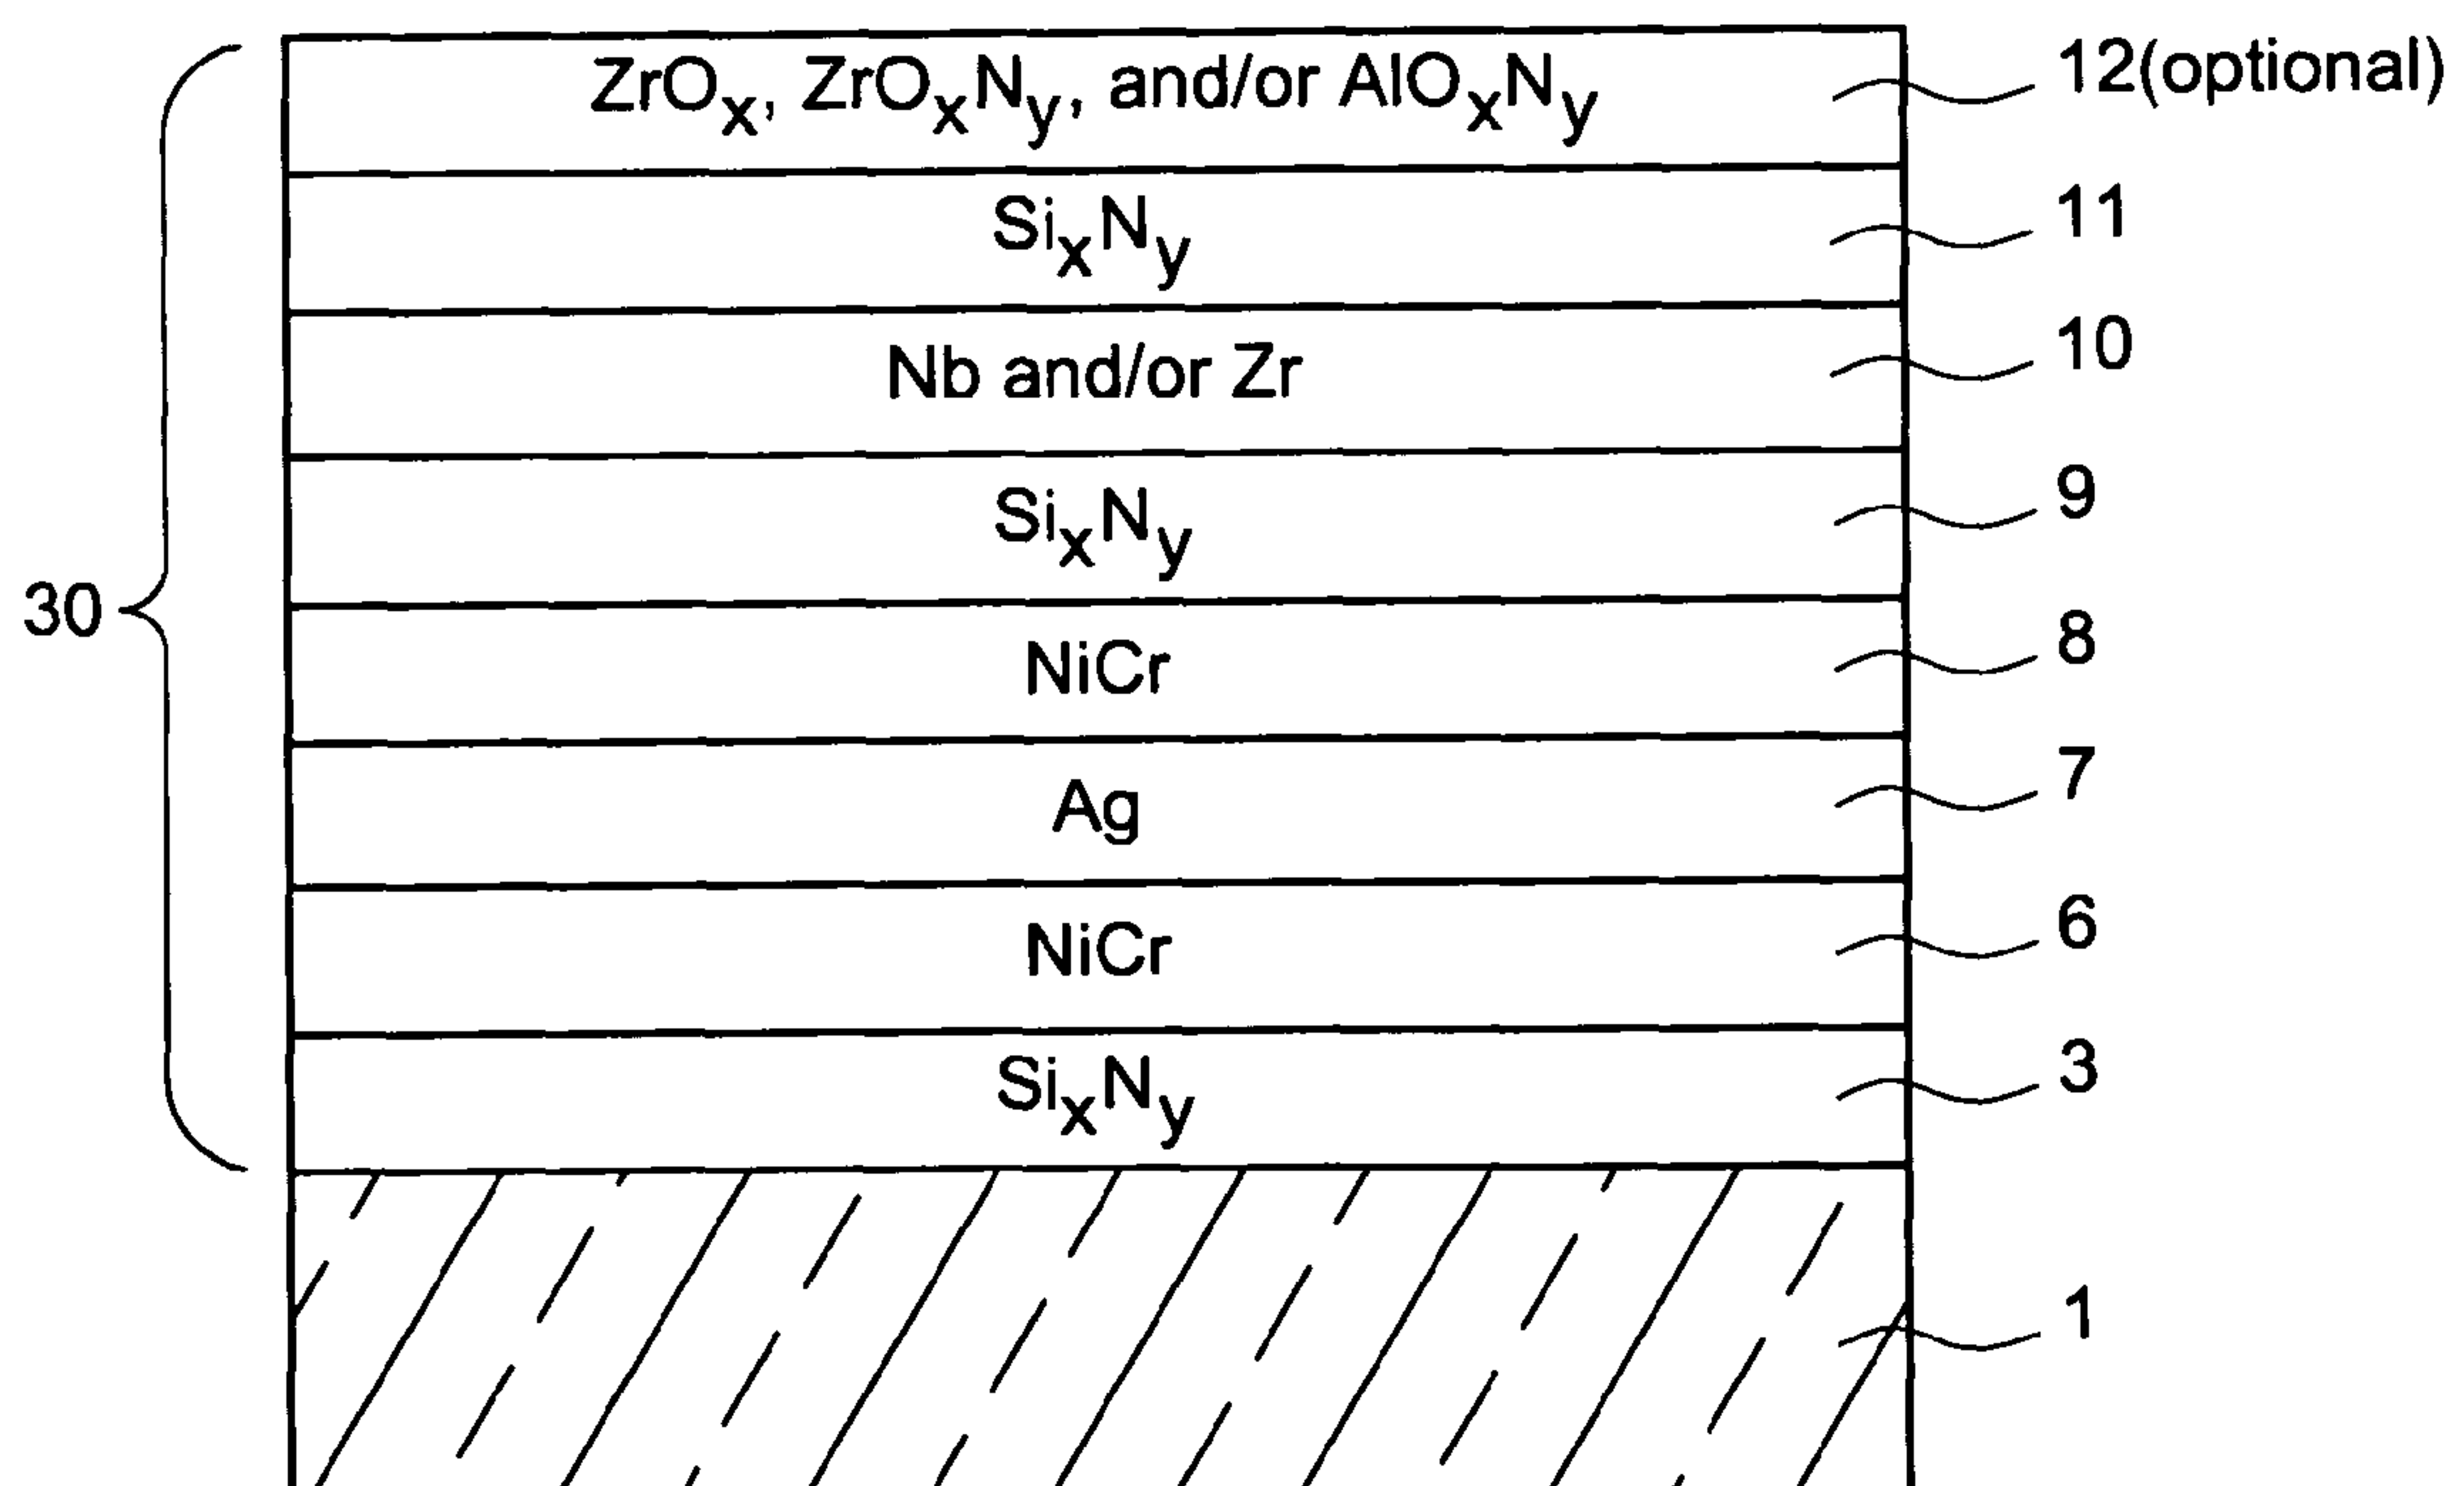 ZrOx, ZrOxNy, and/or AlOxNy 12(optional)
SixNy 11
Nb and/or Zr 10
SixNy 9
30
NiCr 8
Ag 7
NiCr 6
SixNy 3
1